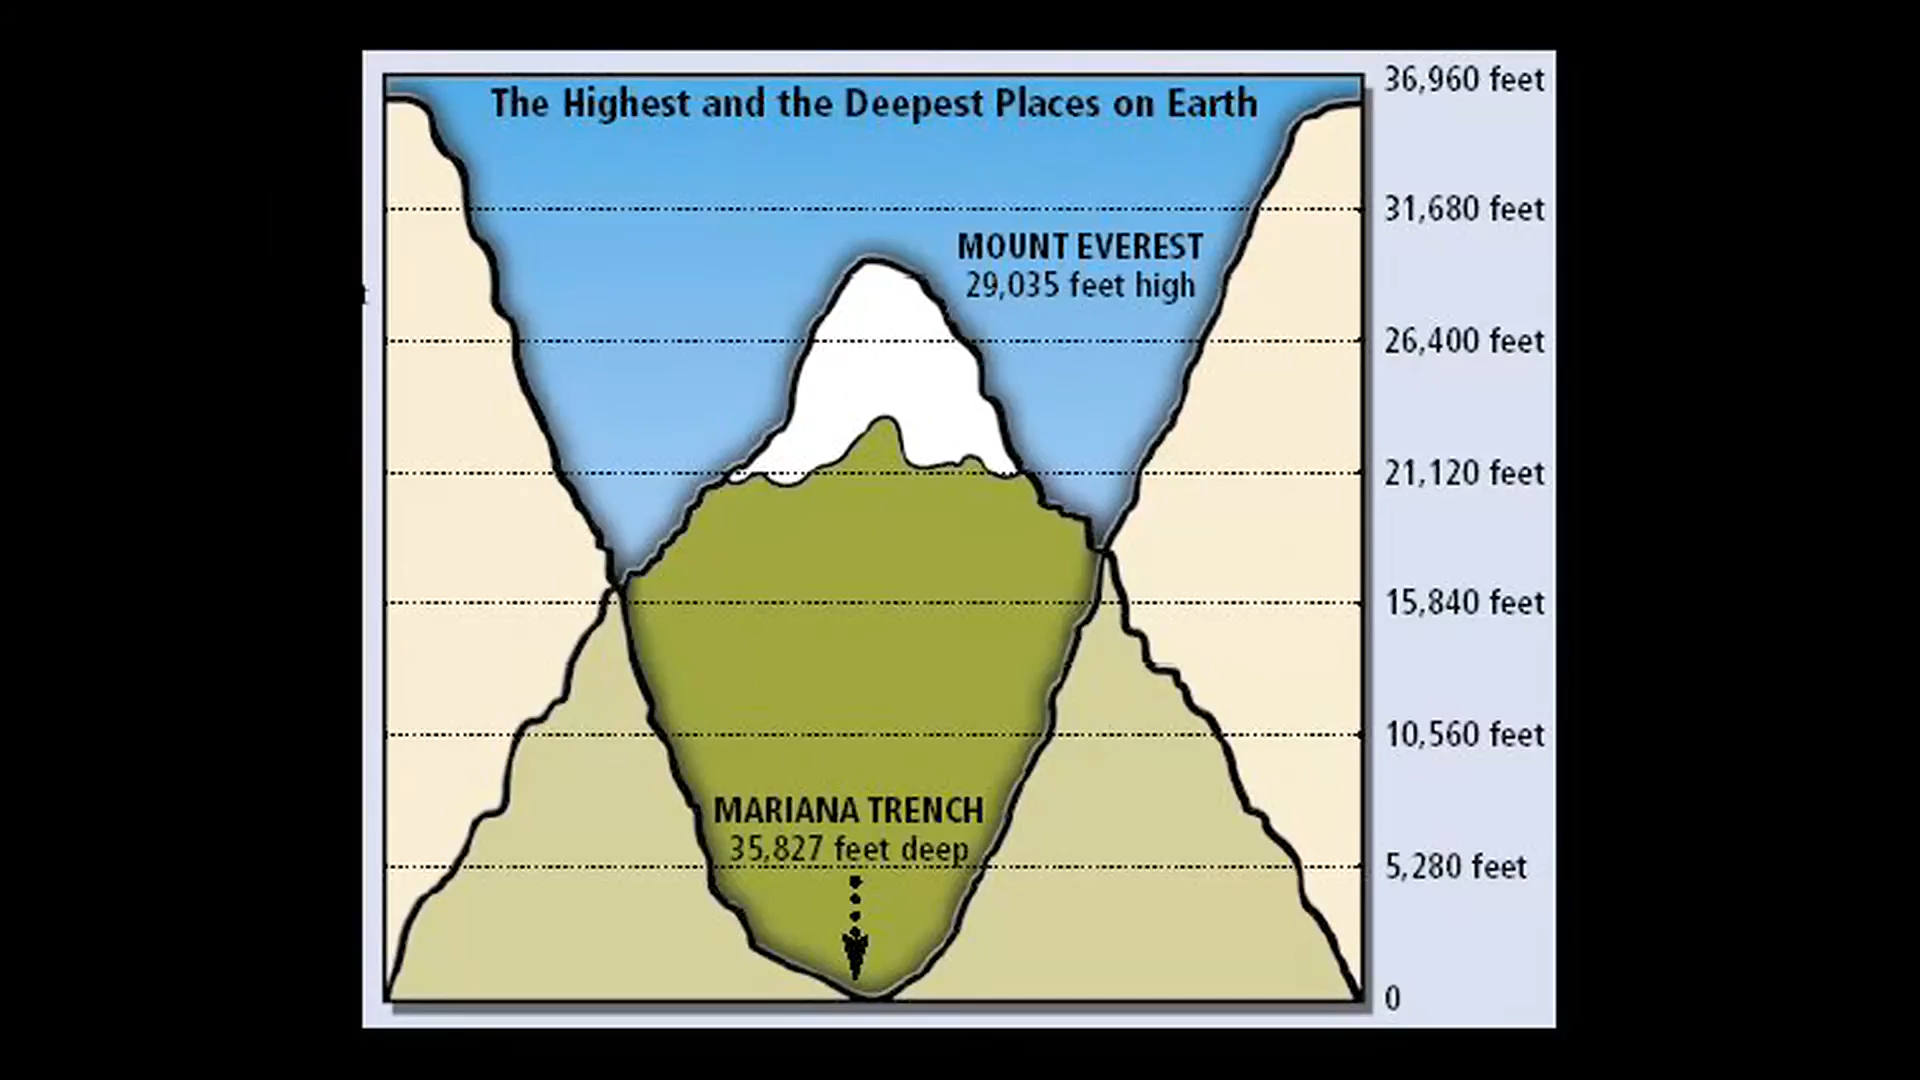 The Highest and the Deepest Places on Earth
36,960 feet
31,680 feet
MOUNT EVEREST
29,035 feet high
26,400 feet
21,120 feet
15,840 feet
10,560 feet
MARIANA TRENCH
35,827 feet deep
5,280 feet
0